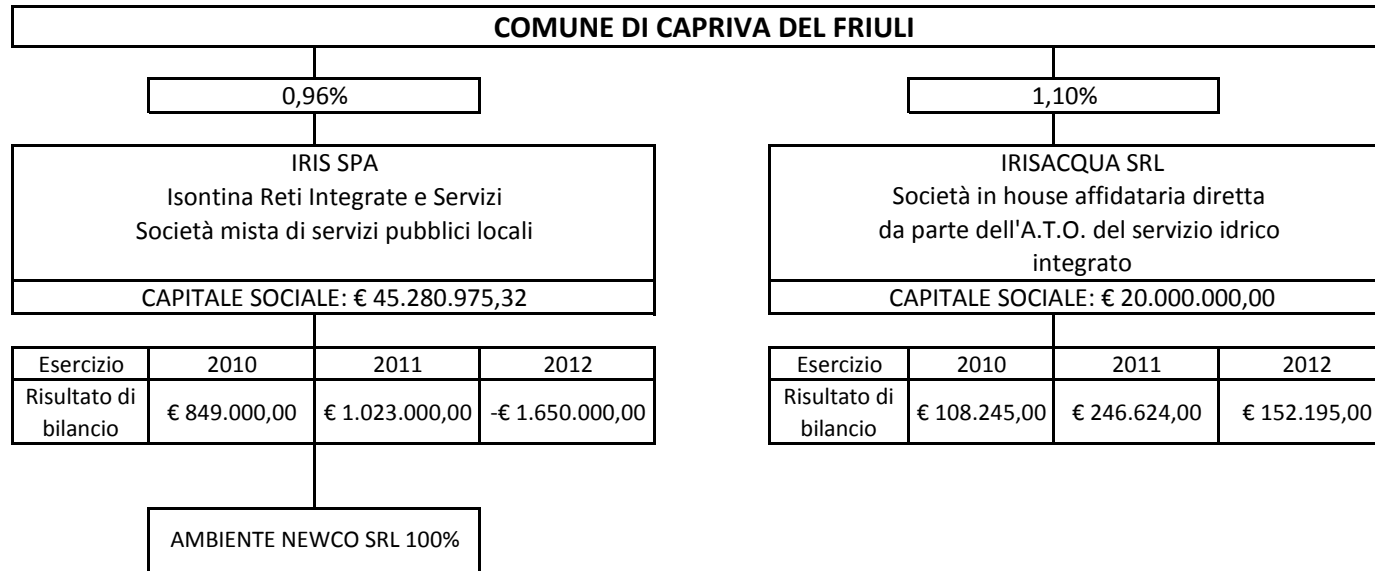 COMUNE DI CAPRIVA DEL FRIULI
0,96%
1,10%
IRIS SPA
Isontina Reti Integrate e Servizi
Società mista di servizi pubblici locali
CAPITALE SOCIALE: € 45.280.975,32
IRISACQUA SRL
Società in house affidataria diretta
da parte dell'A.T.O. del servizio idrico
integrato
CAPITALE SOCIALE: € 20.000.000,00
Esercizio 2010 2011 2012
Risultato di
bilancio € 849.000,00 € 1.023.000,00 -€ 1.650.000,00
Esercizio 2010 2011 2012
Risultato di
bilancio € 108.245,00 € 246.624,00 € 152.195,00
AMBIENTE NEWCO SRL 100%